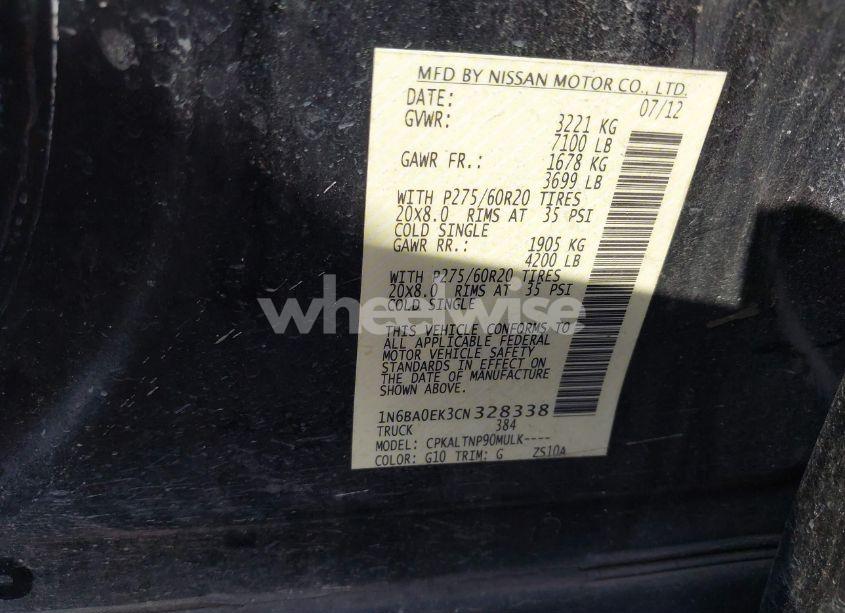 MFD BY NISSAN MOTOR CO., LTD.
DATE: 07/12
GVWR: 3221 KG
7100 LB
GAWR FR.: 1678 KG
3699 LB
WITH P275/60R20 TIRES
20X8.0 RIMS AT 35 PSI
COLD SINGLE
GAWR RR.: 1905 KG
4200 LB
WITH P275/60R20 TIRES
20X8.0 RIMS AT 35 PSI
COLD SINGLE
wheelwise
THIS VEHICLE CONFORMS TO
ALL APPLICABLE FEDERAL
MOTOR VEHICLE SAFETY
STANDARDS IN EFFECT ON
THE DATE OF MANUFACTURE
SHOWN ABOVE.
1N6BA0EK3CN328338
TRUCK 384
MODEL: CPKALTNP90MULK----
COLOR: G10 TRIM: G ZS10A